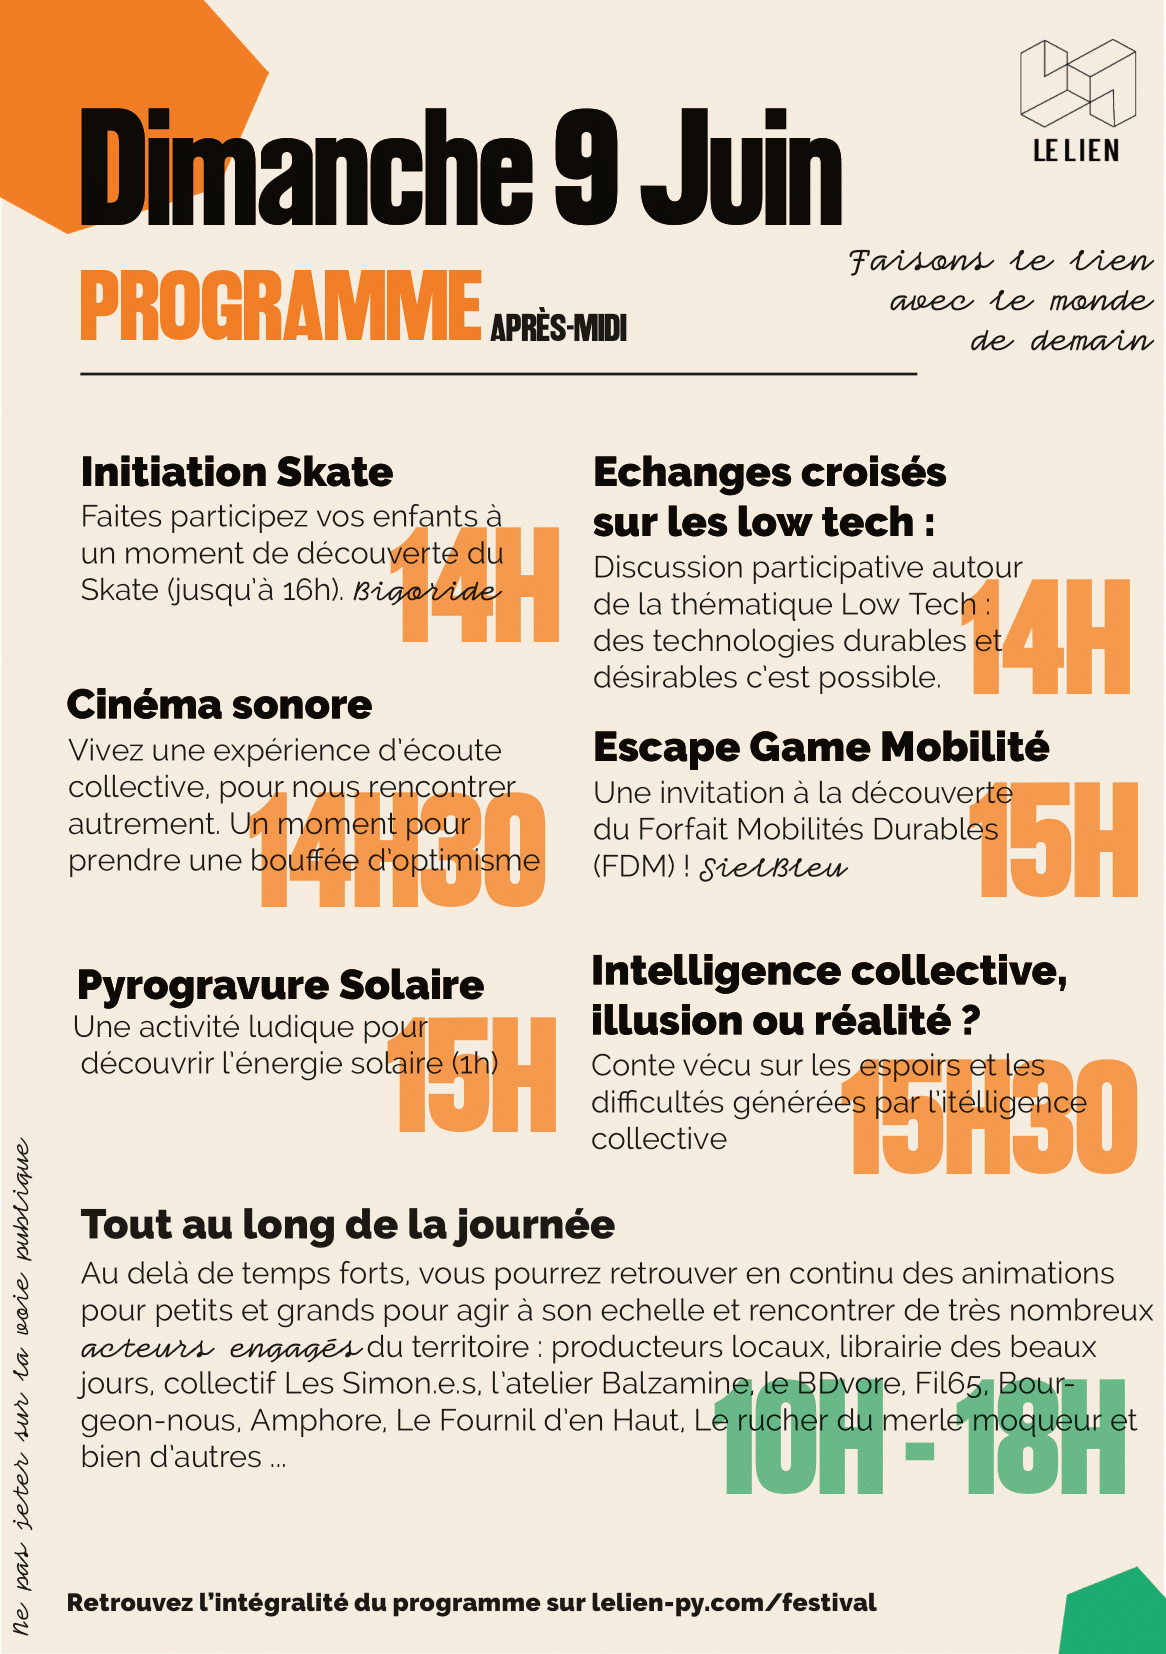 Dimanche 9 Juin
LE LIEN
PROGRAMME APRÈS-MIDI
Faisons le lien
avec le monde
de demain
Initiation Skate
Faites participez vos enfants à
un moment de découverte du
Skate (jusqu'à 16h). Bigoride
14H
Cinéma sonore
Vivez une expérience d'écoute
collective, pour nous rencontrer
autrement. Un moment pour
prendre une bouffée d'optimisme
14H30
Pyrogravure Solaire
Une activité ludique pour
découvrir l'énergie solaire (1h)
15H
Echanges croisés
sur les low tech :
Discussion participative autour
de la thématique Low Tech :
des technologies durables et
désirables c'est possible.
14H
Escape Game Mobilité
Une invitation à la découverte
du Forfait Mobilités Durables
(FDM) ! SielBleu
15H
Intelligence collective,
illusion ou réalité ?
Conte vécu sur les espoirs et les
difficultés générées par l'itélligence
collective
15H30
Tout au long de la journée
Au delà de temps forts, vous pourrez retrouver en continu des animations
pour petits et grands pour agir à son echelle et rencontrer de très nombreux
acteurs engagés du territoire : producteurs locaux, librairie des beaux
jours, collectif Les Simon.e.s, l'atelier Balzamine, le BDvore, Fil65, Bour-
geon-nous, Amphore, Le Fournil d'en Haut, Le rucher du merle moqueur et
bien d'autres ...
10H - 18H
Retrouvez l'intégralité du programme sur lelien-py.com/festival
ne pas jeter sur la voie publique